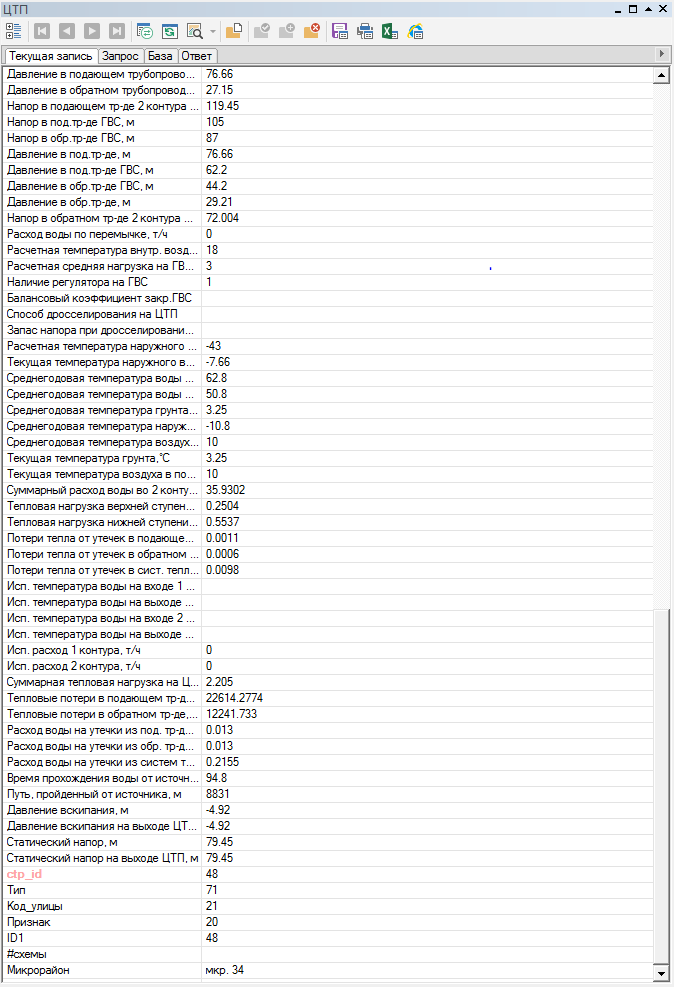 ЦТП
Текущая запись Запрос База Ответ
Давление в подающем трубопрово... 76.66
Давление в обратном трубопровод... 27.15
Напор в подающем тр-де 2 контура ... 119.45
Напор в под.тр-де ГВС, м 105
Напор в обр.тр-де ГВС, м 87
Давление в под.тр-де, м 76.66
Давление в под.тр-де ГВС, м 62.2
Давление в обр.тр-де ГВС, м 44.2
Давление в обр.тр-де, м 29.21
Напор в обратном тр-де 2 контура ... 72.004
Расход воды по перемычке, т/ч 0
Расчетная температура внутр. возд... 18
Расчетная средняя нагрузка на ГВ... 3
Наличие регулятора на ГВС 1
Балансовый коэффициент закр.ГВС
Способ дросселирования на ЦТП
Запас напора при дросселировани...
Расчетная температура наружного ... -43
Текущая температура наружного в... -7.66
Среднегодовая температура воды ... 62.8
Среднегодовая температура воды ... 50.8
Среднегодовая температура грунта... 3.25
Среднегодовая температура наруж... -10.8
Среднегодовая температура воздух... 10
Текущая температура грунта,°С 3.25
Текущая температура воздуха в по... 10
Суммарный расход воды во 2 конту... 35.9302
Тепловая нагрузка верхней ступен... 0.2504
Тепловая нагрузка нижней ступени... 0.5537
Потери тепла от утечек в подающе... 0.0011
Потери тепла от утечек в обратном ... 0.0006
Потери тепла от утечек в сист. тепл... 0.0098
Исп. температура воды на входе 1 ...
Исп. температура воды на выходе ...
Исп. температура воды на входе 2 ...
Исп. температура воды на выходе ...
Исп. расход 1 контура, т/ч 0
Исп. расход 2 контура, т/ч 0
Суммарная тепловая нагрузка на Ц... 2.205
Тепловые потери в подающем тр-д... 22614.2774
Тепловые потери в обратном тр-де,... 12241.733
Расход воды на утечки из под. тр-д... 0.013
Расход воды на утечки из обр. тр-д... 0.013
Расход воды на утечки из систем т... 0.2155
Время прохождения воды от источн... 94.8
Путь, пройденный от источника, м 8831
Давление вскипания, м -4.92
Давление вскипания на выходе ЦТ... -4.92
Статический напор, м 79.45
Статический напор на выходе ЦТП, м 79.45
ctp_id 48
Тип 71
Код_улицы 21
Признак 20
ID1 48
#схемы
Микрорайон мкр. 34